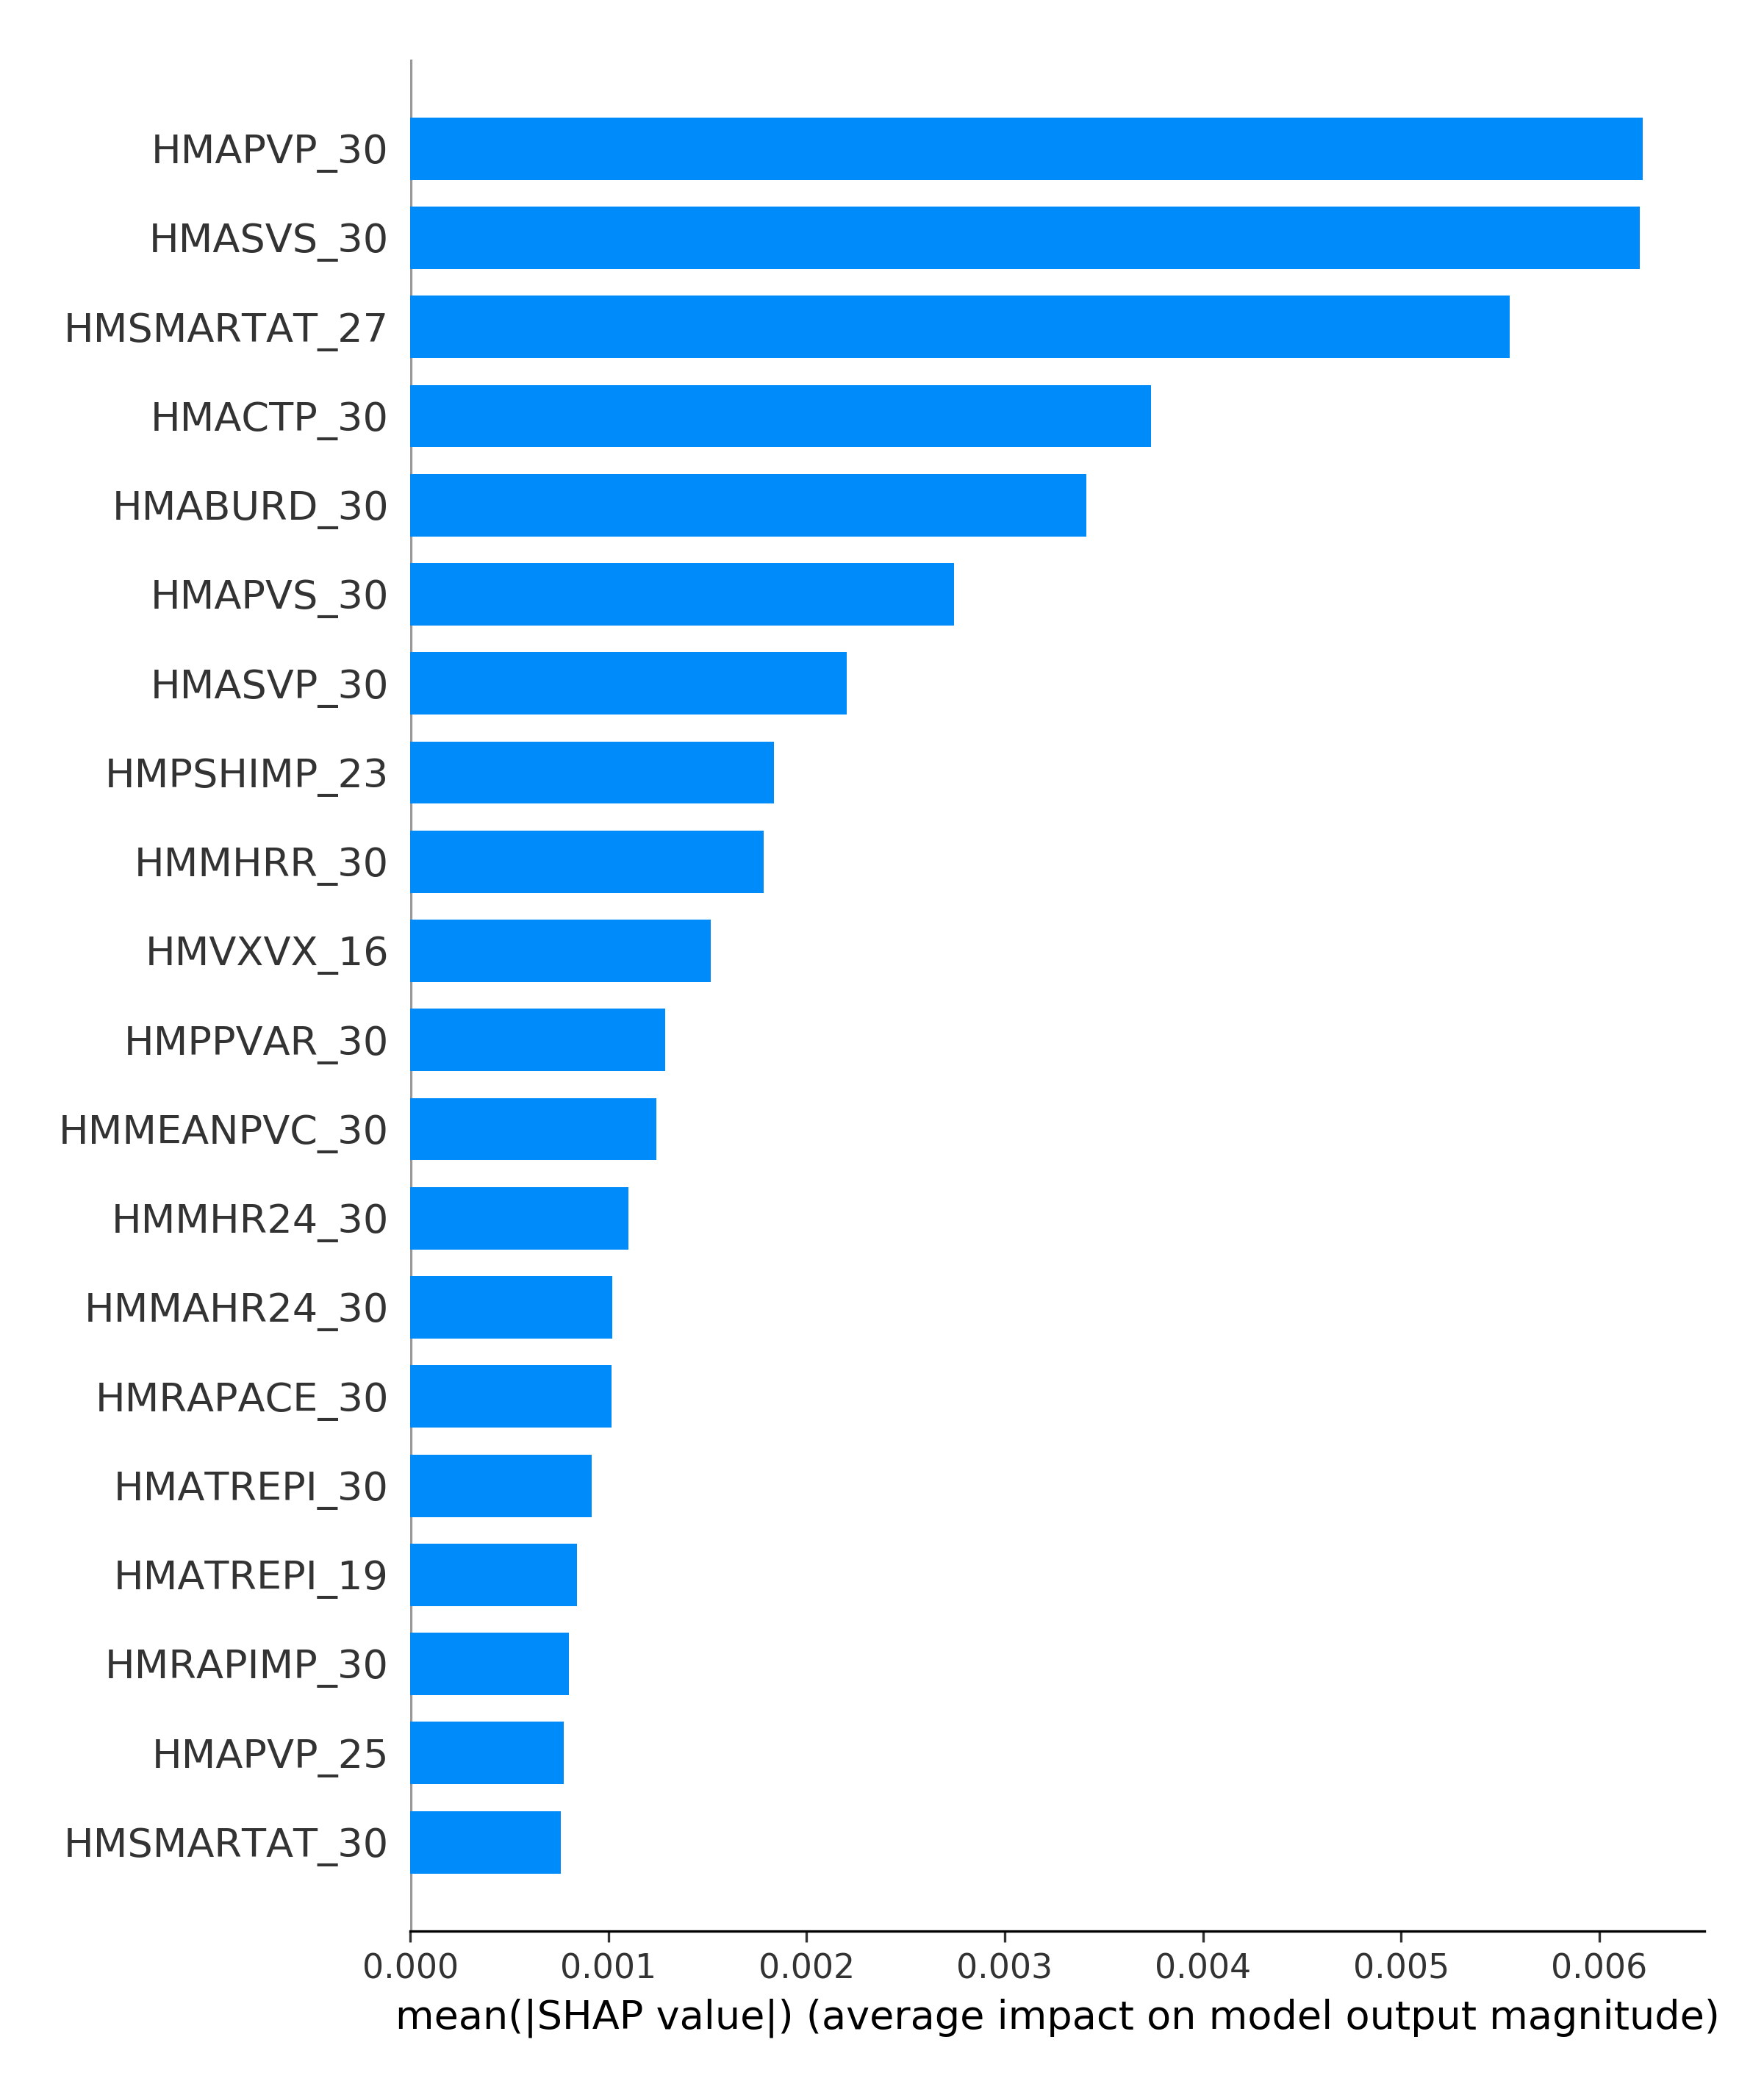 HMAPVP_30
HMASVS_30
HMSMARTAT_27
HMACTP_30
HMABURD_30
HMAPVS_30
HMASVP_30
HMPSHIMP_23
HMMHRR_30
HMVXVX_16
HMPPVAR_30
HMMEANPVC_30
HMMHR24_30
HMMAHR24_30
HMRAPACE_30
HMATREPI_30
HMATREPI_19
HMRAPIMP_30
HMAPVP_25
HMSMARTAT_30
0.000 0.001 0.002 0.003 0.004 0.005 0.006
mean(|SHAP value|) (average impact on model output magnitude)